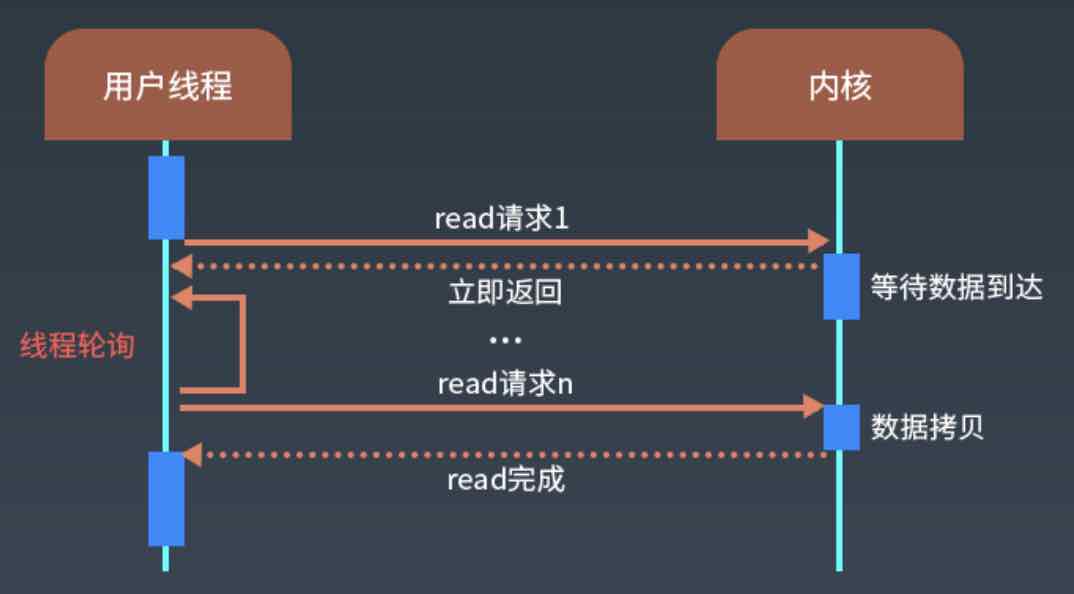 用户线程
内核
read请求1
立即返回
等待数据到达
线程轮询
...
read请求n
数据拷贝
read完成